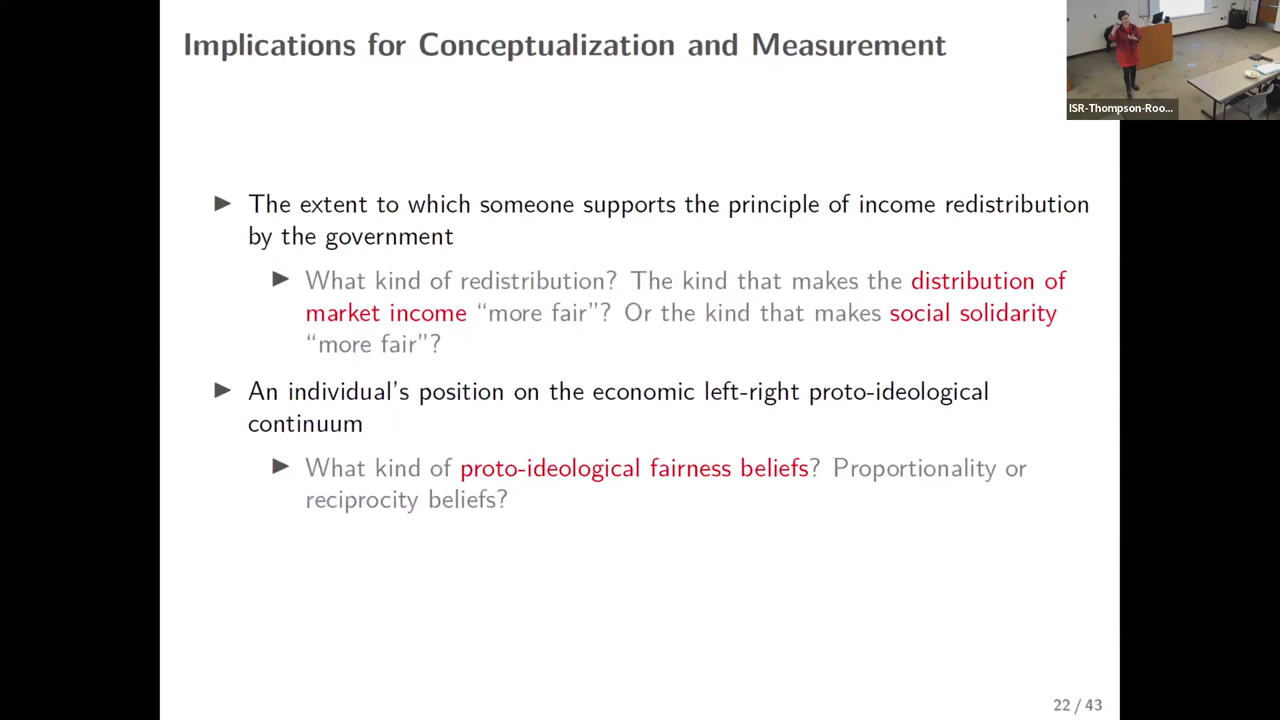 Implications for Conceptualization and Measurement
ISR-Thompson-Roo...
The extent to which someone supports the principle of income redistribution
by the government
What kind of redistribution? The kind that makes the distribution of
market income “more fair”? Or the kind that makes social solidarity
“more fair”?
An individual's position on the economic left-right proto-ideological
continuum
What kind of proto-ideological fairness beliefs? Proportionality or
reciprocity beliefs?
22 / 43